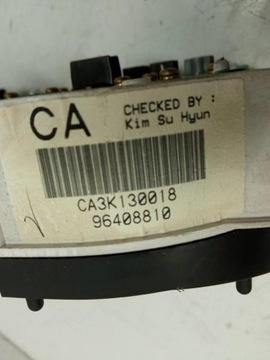 CA
CHECKED BY :
Kim Su Hyun
CA3K130018
96408810